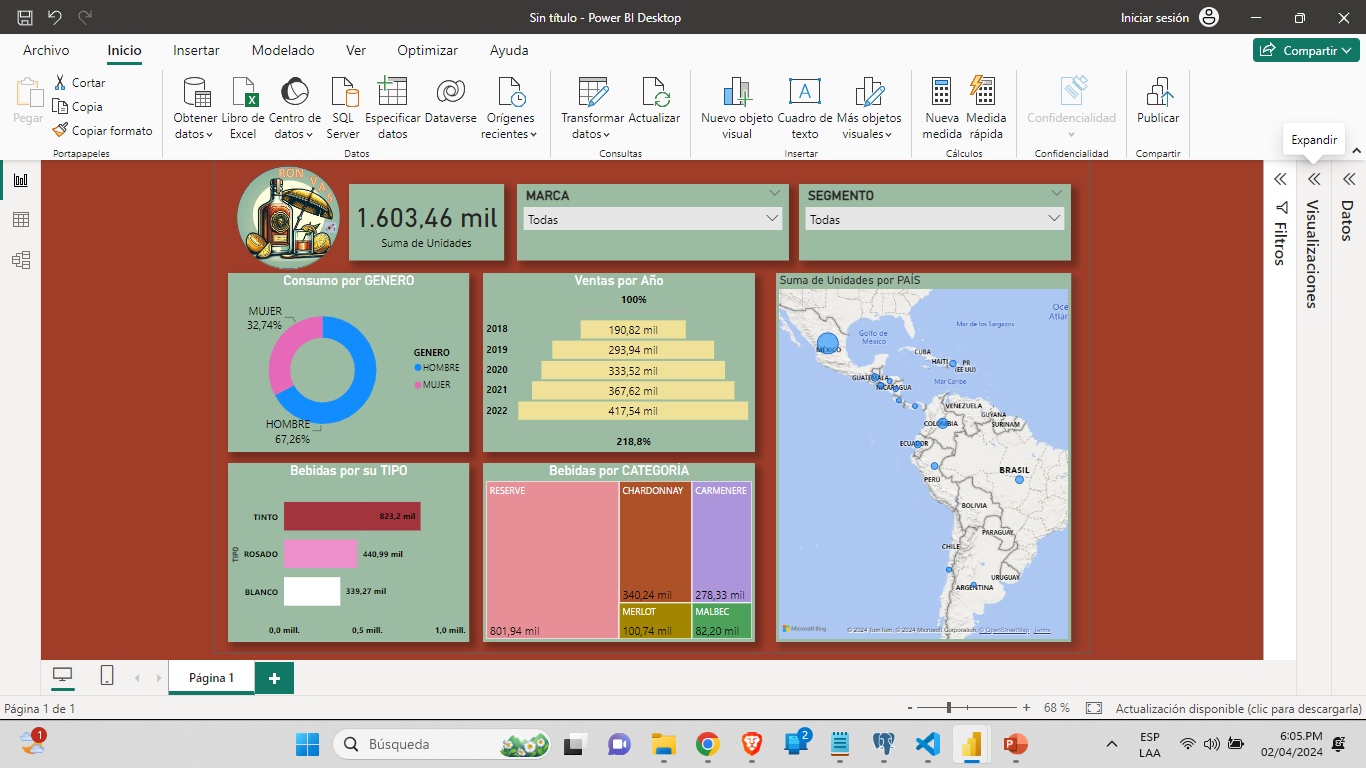 Sin título - Power BI Desktop
Iniciar sesión
Archivo
Inicio
Insertar
Modelado
Ver
Optimizar
Ayuda
Compartir
Pegar
Cortar
Copia
Copiar formato
Portapapeles
Obtener datos
Libro de Excel
Centro de datos
SQL Server
Especificar datos
Dataverse
Orígenes recientes
Datos
Transformar datos
Actualizar
Consultas
Nuevo objeto visual
Cuadro de texto
Más objetos visuales
Insertar
Nueva medida
Medida rápida
Cálculos
Confidencialidad
Confidencialidad
Publicar
Compartir
Expandir
RON VAS
1.603,46 mil
Suma de Unidades
MARCA
Todas
SEGMENTO
Todas
Filtros
Visualizaciones
Datos
Consumo por GENERO
MUJER
32,74%
HOMBRE
67,26%
GENERO
HOMBRE
MUJER
Ventas por Año
100%
2018 190,82 mil
2019 293,94 mil
2020 333,52 mil
2021 367,62 mil
2022 417,54 mil
218,8%
Suma de Unidades por PAÍS
Golfo de México
Mar de los Sargazos
Oce
Atlár
MÉXICO
CUBA
HAITI
PR (EE UU)
GUATEMALA
NICARAGUA
Mar Caribe
VENEZUELA
GUYANA
SURINAM
COLOMBIA
ECUADOR
PERÚ
BRASIL
BOLIVIA
PARAGUAY
CHILE
URUGUAY
ARGENTINA
Microsoft Bing
© 2024 TomTom, © 2024 Microsoft Corporation, © OpenStreetMap Terms
Bebidas por su TIPO
TIPO
TINTO 823,2 mil
ROSADO 440,99 mil
BLANCO 339,27 mil
0,0 mill. 0,5 mill. 1,0 mill.
Bebidas por CATEGORIA
RESERVE
801,94 mil
CHARDONNAY
340,24 mil
CARMENERE
278,33 mil
MERLOT
100,74 mil
MALBEC
82,20 mil
Página 1
Página 1 de 1
- + 68 %
Actualización disponible (clic para descargarla)
1
Búsqueda
2
ESP
LAA
6:05.PM
02/04/2024